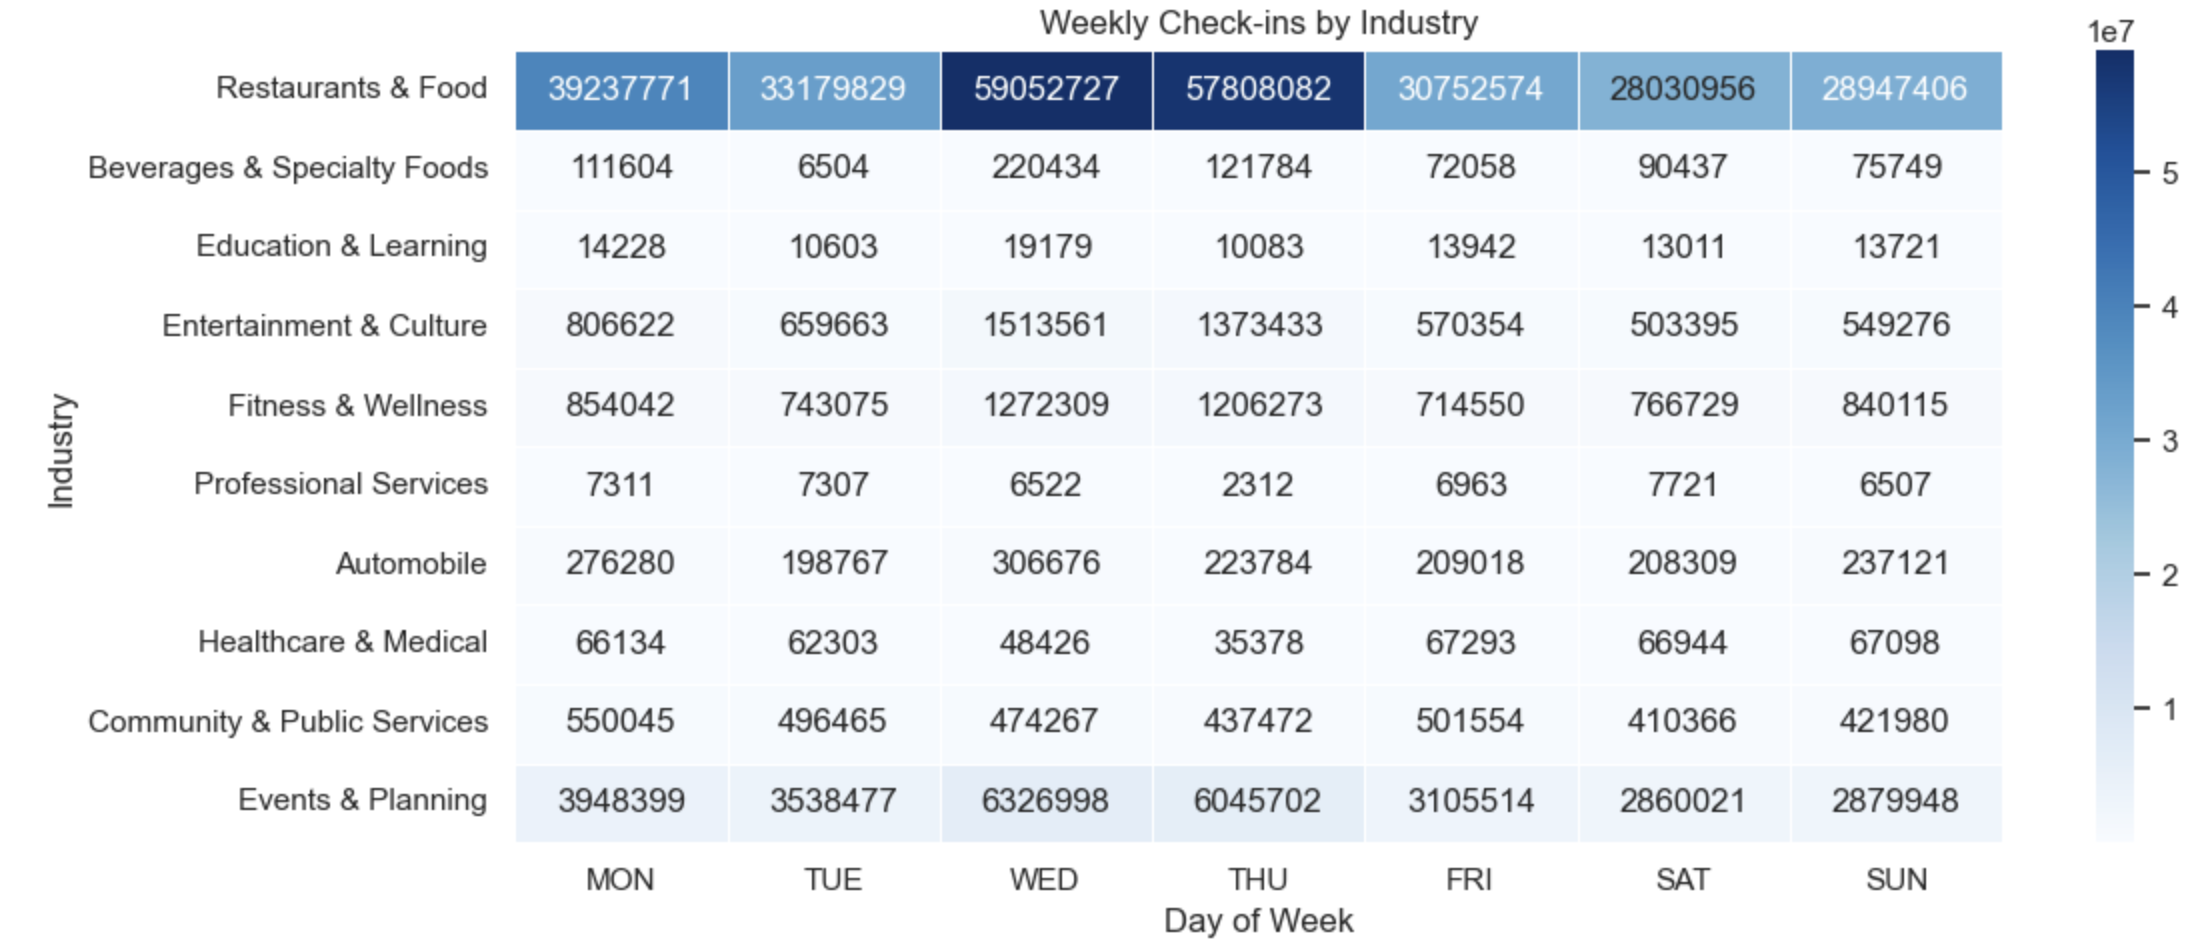 Weekly Check-ins by Industry
1e7
Restaurants & Food 39237771 33179829 59052727 57808082 30752574 28030956 28947406
Beverages & Specialty Foods 111604 6504 220434 121784 72058 90437 75749
5
Education & Learning 14228 10603 19179 10083 13942 13011 13721
4
Entertainment & Culture 806622 659663 1513561 1373433 570354 503395 549276
Fitness & Wellness 854042 743075 1272309 1206273 714550 766729 840115
3
Industry
Professional Services 7311 7307 6522 2312 6963 7721 6507
Automobile 276280 198767 306676 223784 209018 208309 237121
2
Healthcare & Medical 66134 62303 48426 35378 67293 66944 67098
1
Community & Public Services 550045 496465 474267 437472 501554 410366 421980
Events & Planning 3948399 3538477 6326998 6045702 3105514 2860021 2879948
MON TUE WED THU FRI SAT SUN
Day of Week